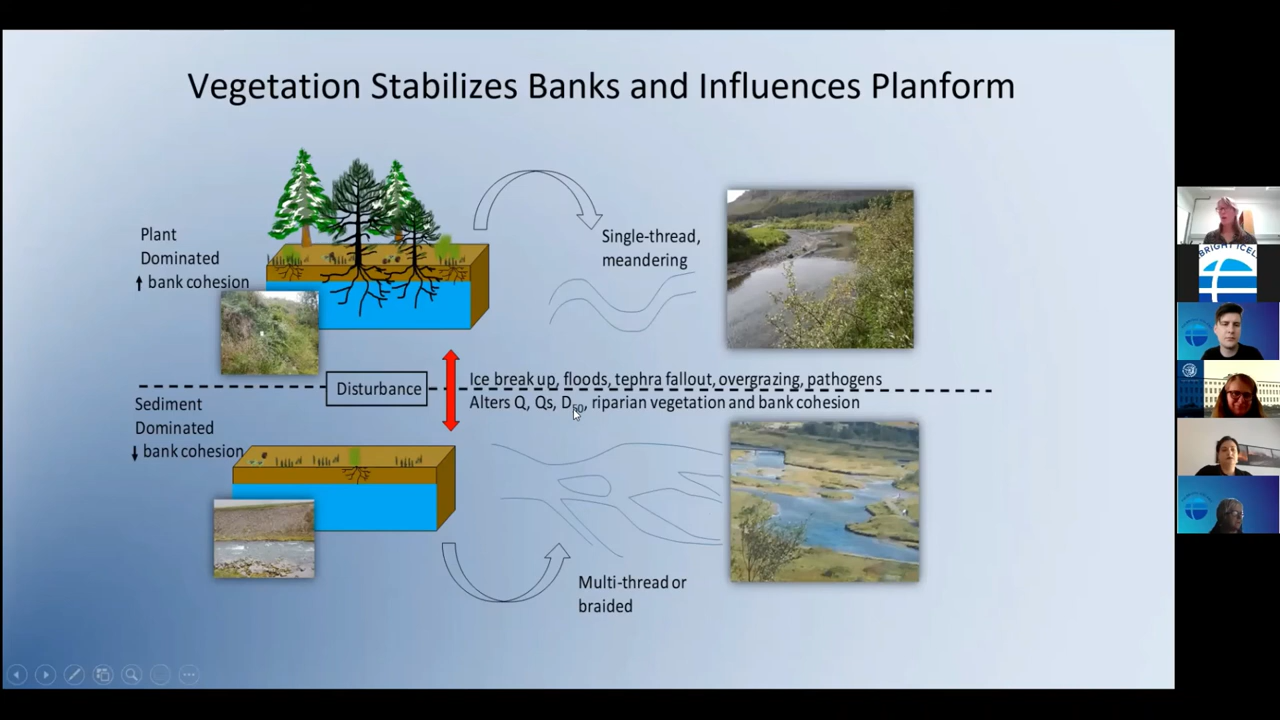 Vegetation Stabilizes Banks and Influences Planform
Plant
Dominated
↑ bank cohesion
Single-thread,
meandering
Disturbance
Ice break up, floods, tephra fallout, overgrazing, pathogens
Alters Q, Qs, D50, riparian vegetation and bank cohesion
Sediment
Dominated
↓ bank cohesion
Multi-thread or
braided